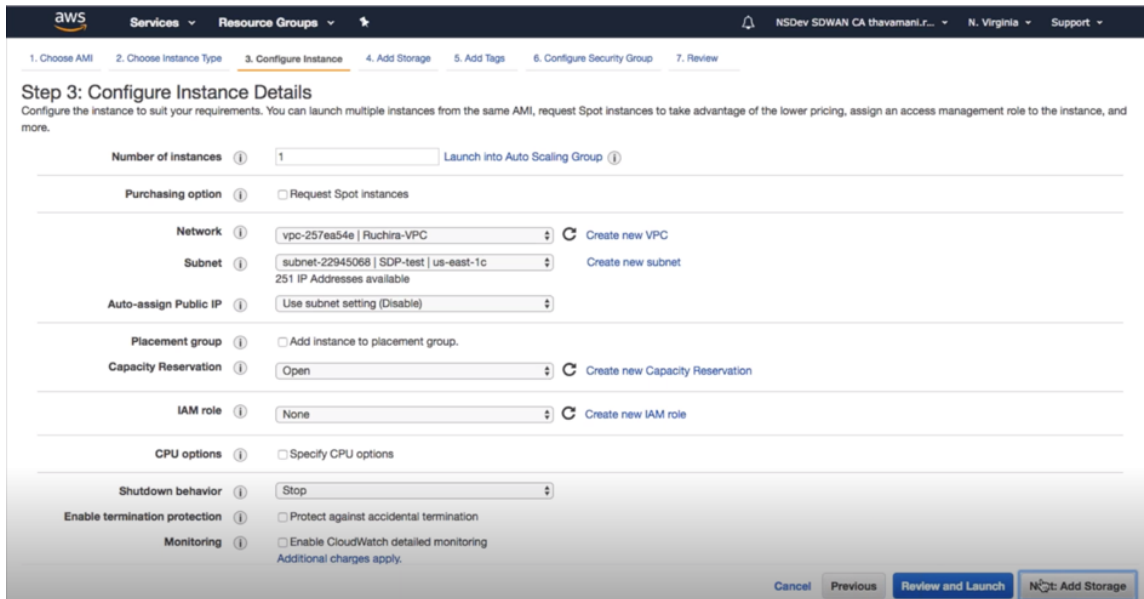 aws Services Resource Groups NSDev SDWAN CA thavamani.r... N. Virginia Support
1. Choose AMI 2. Choose Instance Type 3. Configure Instance 4. Add Storage 5. Add Tags 6. Configure Security Group 7. Review
Step 3: Configure Instance Details
Configure the instance to suit your requirements. You can launch multiple instances from the same AMI, request Spot instances to take advantage of the lower pricing, assign an access management role to the instance, and
more.
Number of instances i 1 Launch into Auto Scaling Group i
Purchasing option i Request Spot instances
Network i vpc-257ea54e | Ruchira-VPC Create new VPC
Subnet i subnet-22945068 | SDP-test | us-east-1c Create new subnet
251 IP Addresses available
Auto-assign Public IP i Use subnet setting (Disable)
Placement group i Add instance to placement group.
Capacity Reservation i Open Create new Capacity Reservation
IAM role i None Create new IAM role
CPU options i Specify CPU options
Shutdown behavior i Stop
Enable termination protection i Protect against accidental termination
Monitoring i Enable CloudWatch detailed monitoring
Additional charges apply.
Cancel Previous Review and Launch Next: Add Storage